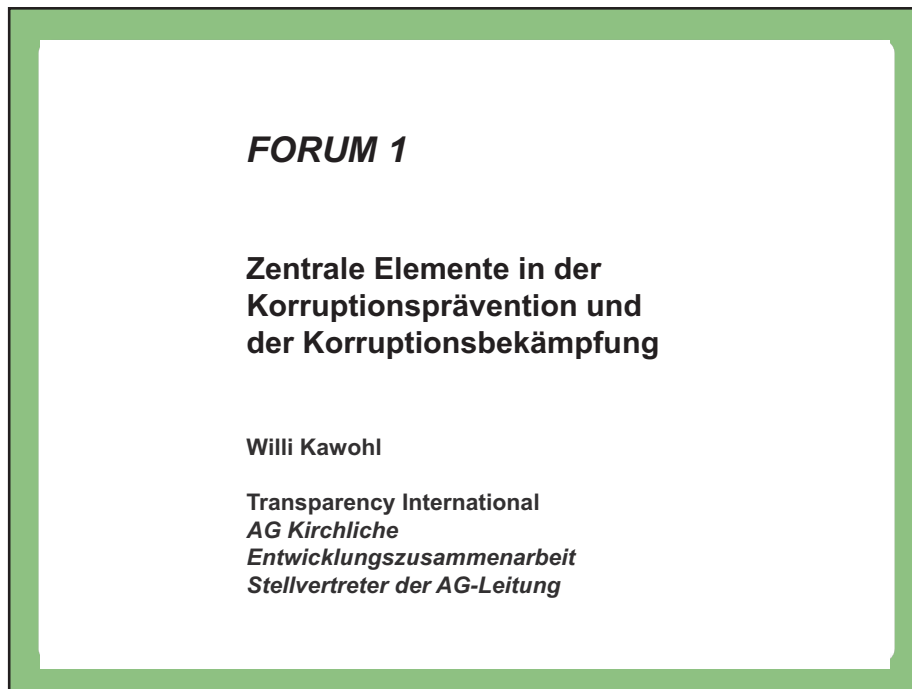 FORUM 1
Zentrale Elemente in der
Korruptionsprävention und
der Korruptionsbekämpfung
Willi Kawohl
Transparency International
AG Kirchliche
Entwicklungszusammenarbeit
Stellvertreter der AG-Leitung